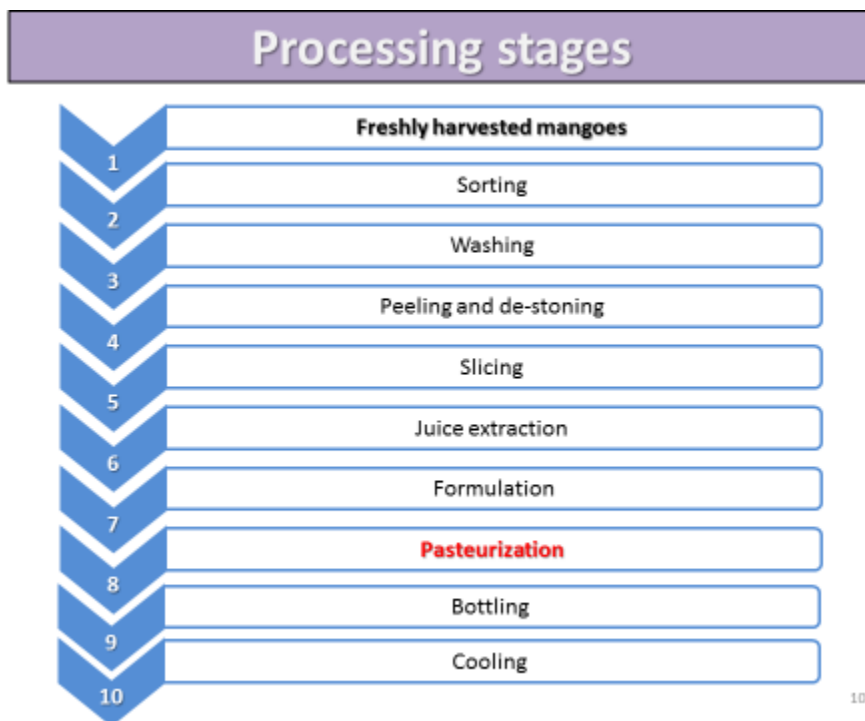 Processing stages
Freshly harvested mangoes
1
Sorting
2
Washing
3
Peeling and de-stoning
4
Slicing
5
Juice extraction
6
Formulation
7
Pasteurization
8
Bottling
9
Cooling
10
10